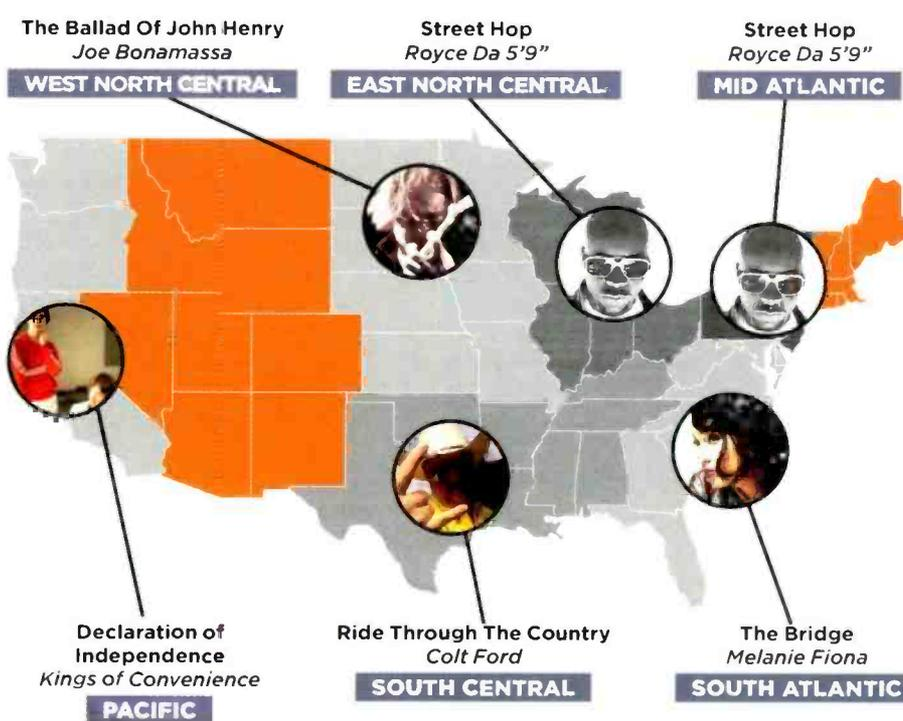 The Ballad Of John Henry
Joe Bonamassa
WEST NORTH CENTRAL
Street Hop
Royce Da 5'9”
EAST NORTH CENTRAL
Street Hop
Royce Da 5'9”
MID ATLANTIC
Declaration of
Independence
Kings of Convenience
PACIFIC
Ride Through The Country
Colt Ford
SOUTH CENTRAL
The Bridge
Melanie Fiona
SOUTH ATLANTIC